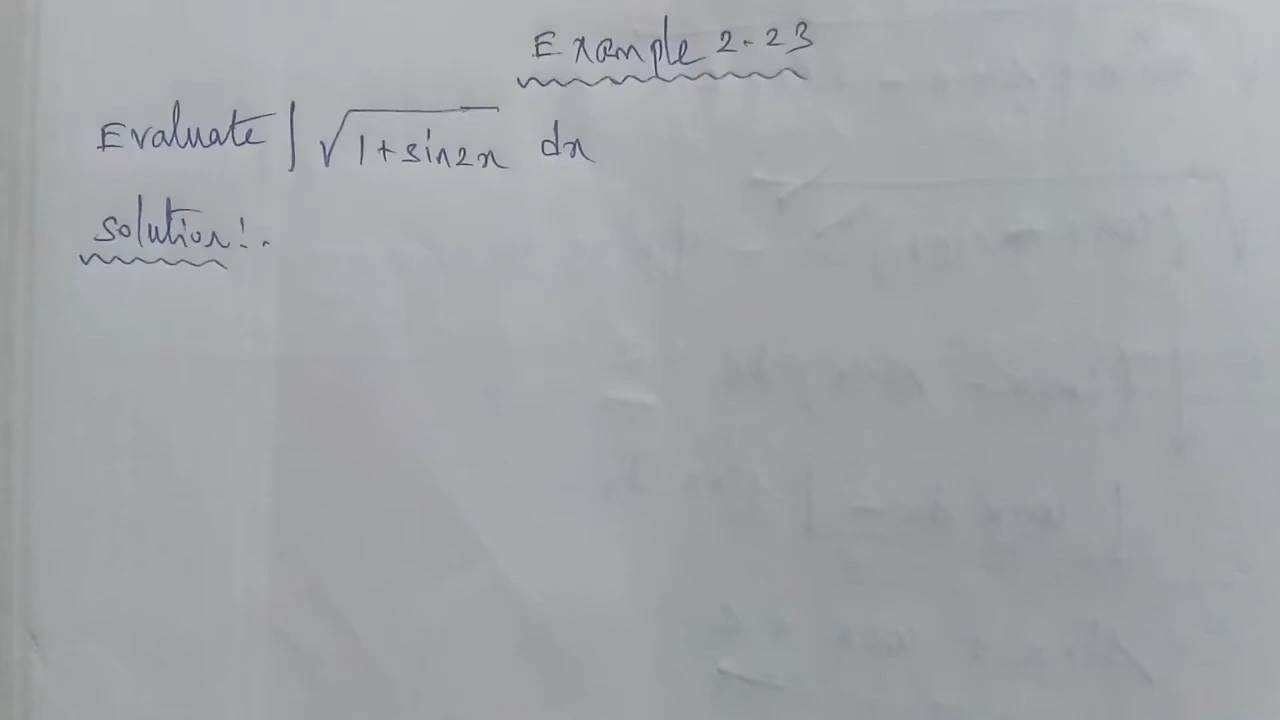 Example 2.23
Evaluate ∫ √1+sin2x dx
Solution:.